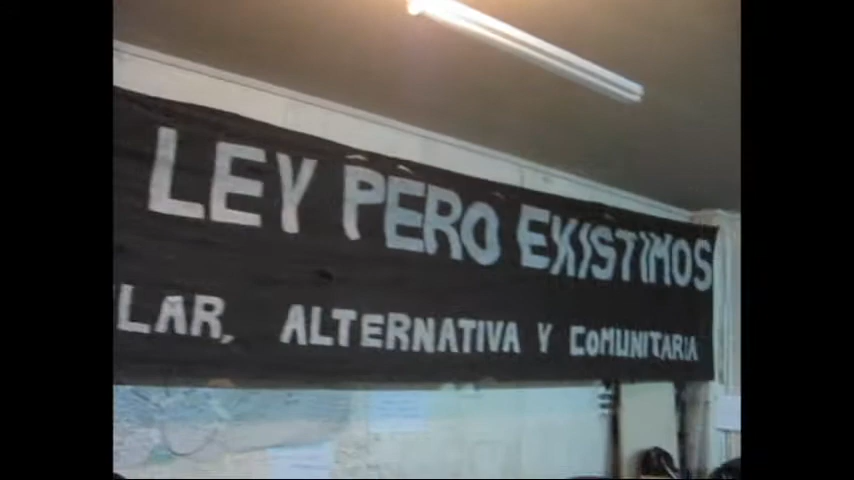 LEY PERO EXISTIMOS
LAR, ALTERNATIVA Y COMUNITARIA